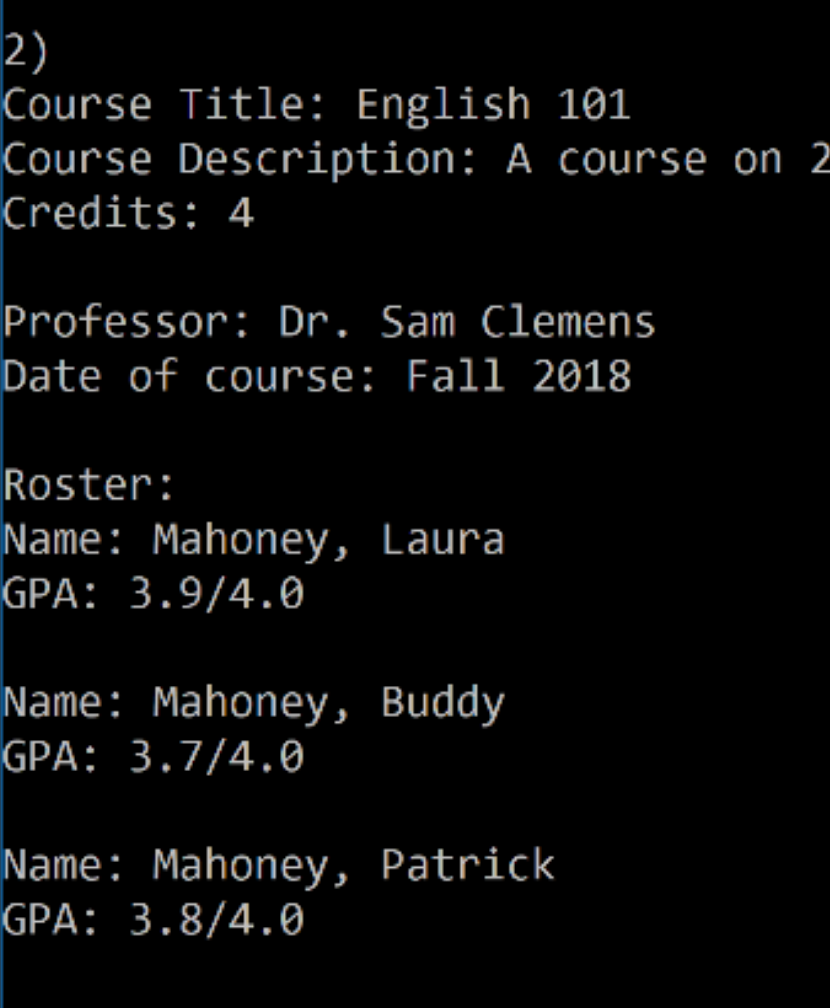 2)
Course Title: English 101
Course Description: A course on 2
Credits: 4
Professor: Dr. Sam Clemens
Date of course: Fall 2018
Roster:
Name: Mahoney, Laura
GPA: 3.9/4.0
Name: Mahoney, Buddy
GPA: 3.7/4.0
Name: Mahoney, Patrick
GPA: 3.8/4.0